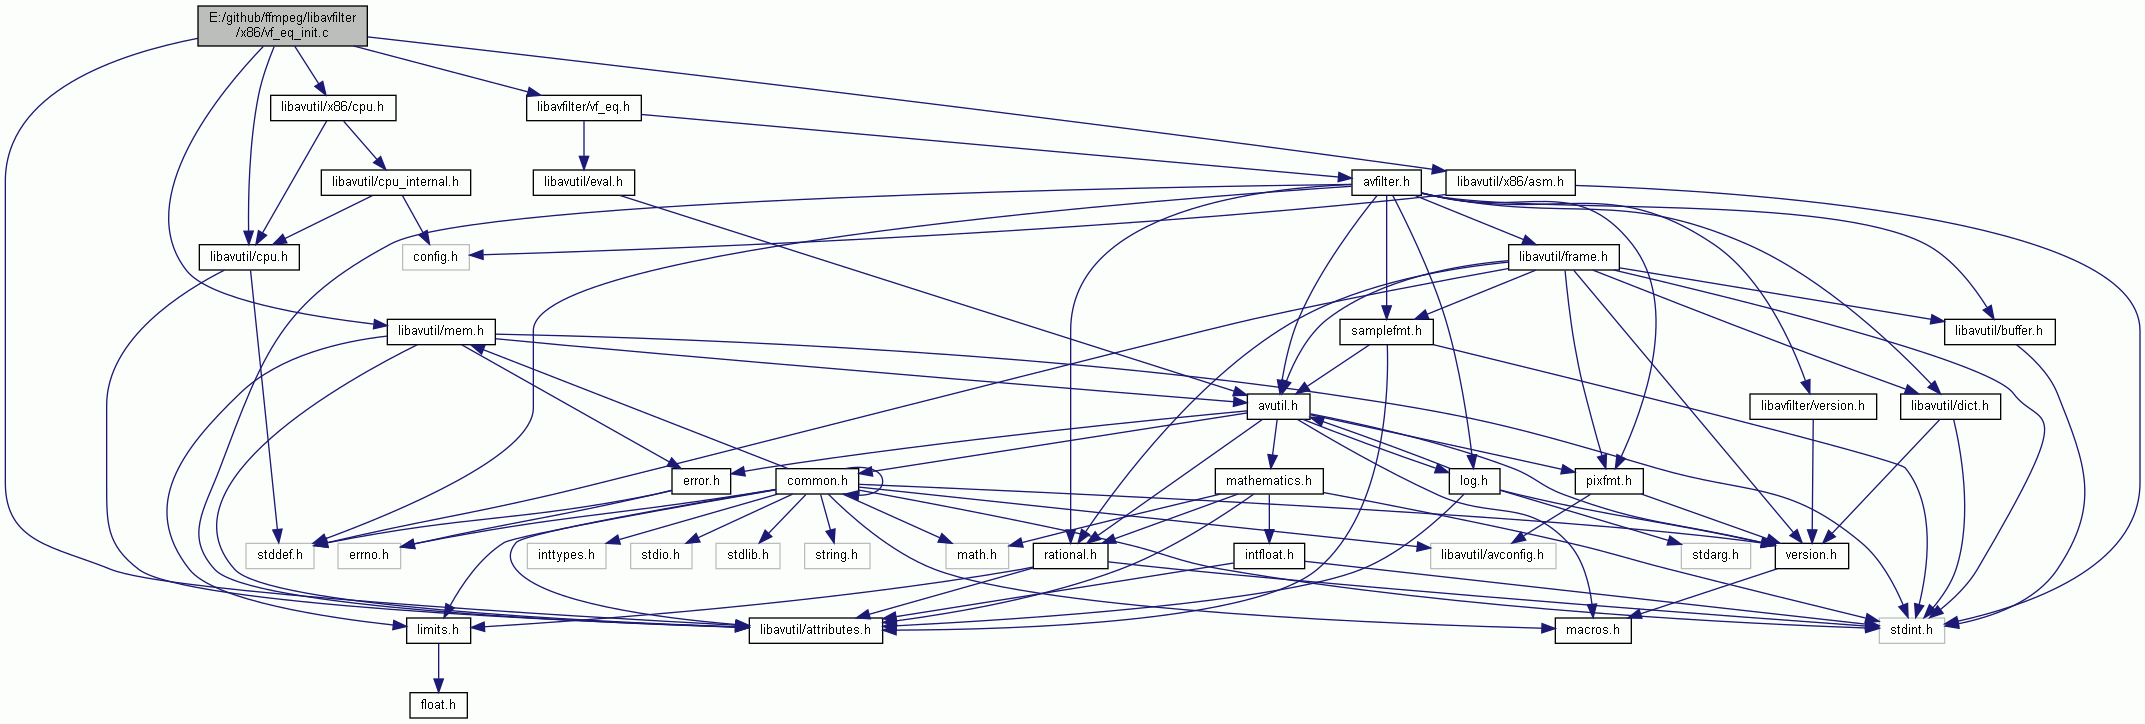 E:/github/ffmpeg/libavfilter
/x86/vf_eq_init.c
libavutil/x86/cpu.h
libavfilter/vf_eq.h
libavutil/cpu_internal.h
libavutil/eval.h
avfilter.h
libavutil/x86/asm.h
libavutil/cpu.h
config.h
libavutil/frame.h
libavutil/mem.h
samplefmt.h
libavutil/buffer.h
avutil.h
libavfilter/version.h
libavutil/dict.h
error.h
common.h
mathematics.h
log.h
pixfmt.h
stddef.h
errno.h
inttypes.h
stdio.h
stdlib.h
string.h
math.h
rational.h
intfloat.h
libavutil/avconfig.h
stdarg.h
version.h
limits.h
libavutil/attributes.h
macros.h
stdint.h
float.h